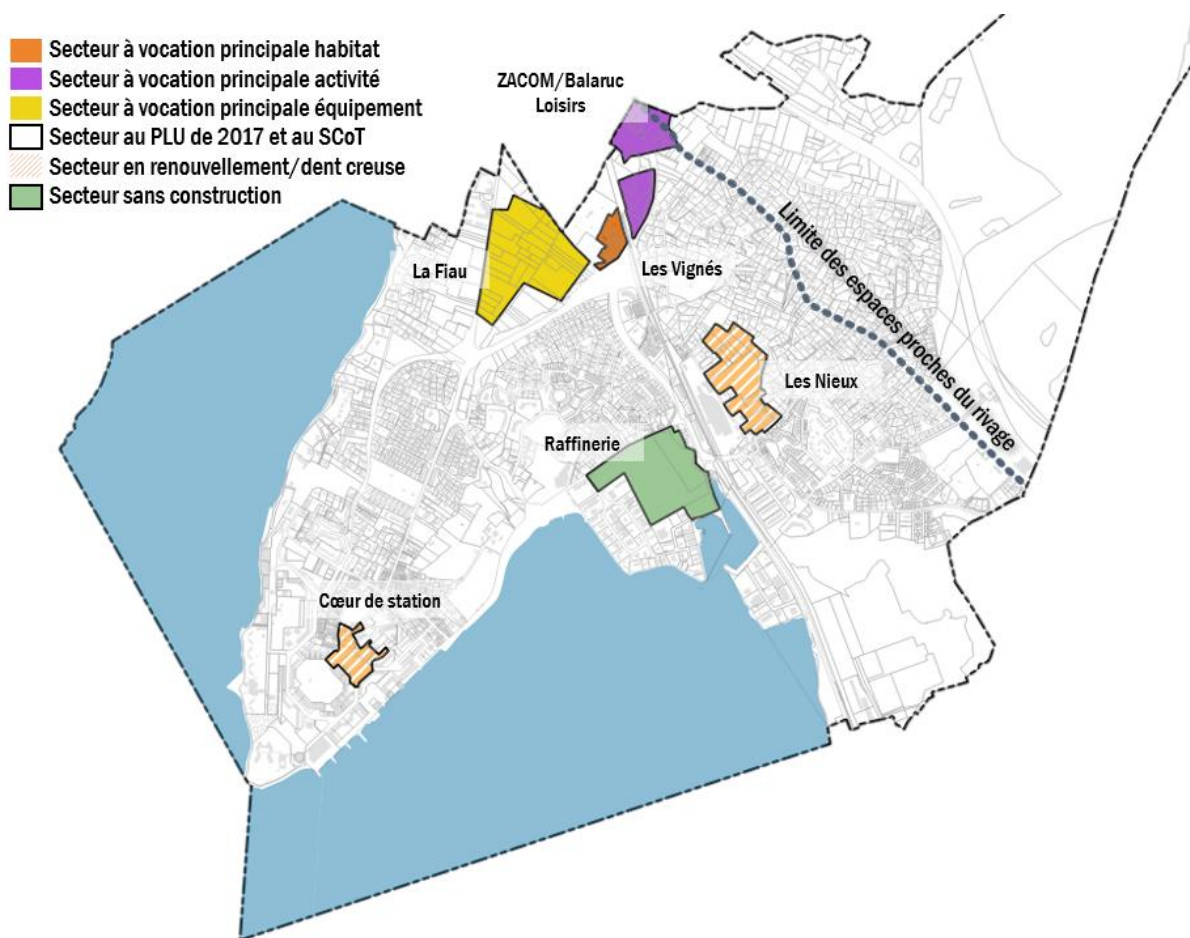 Secteur à vocation principale habitat
Secteur à vocation principale activité
Secteur à vocation principale équipement
Secteur au PLU de 2017 et au SCoT
Secteur en renouvellement/dent creuse
Secteur sans construction
ZACOM/Balaruc
Loisirs
La Fiau
Les Vignés
Limite des espaces proches du rivage
Les Nieux
Raffinerie
Cœur de station